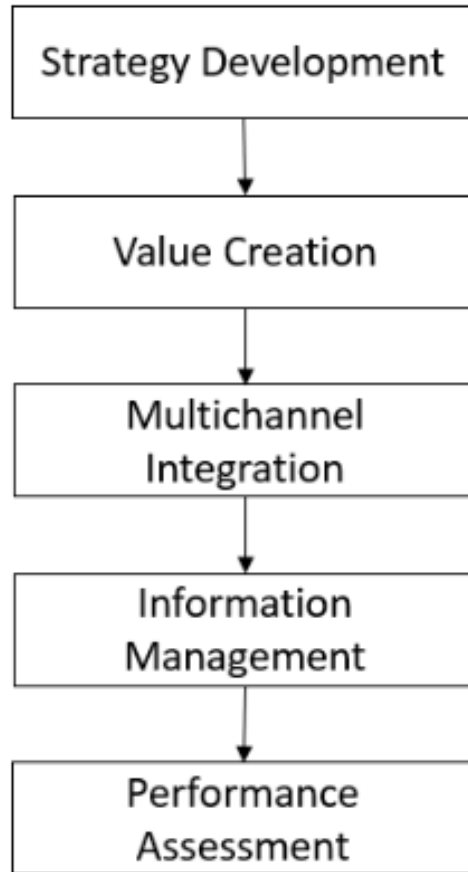 Strategy Development
Value Creation
Multichannel
Integration
Information
Management
Performance
Assessment